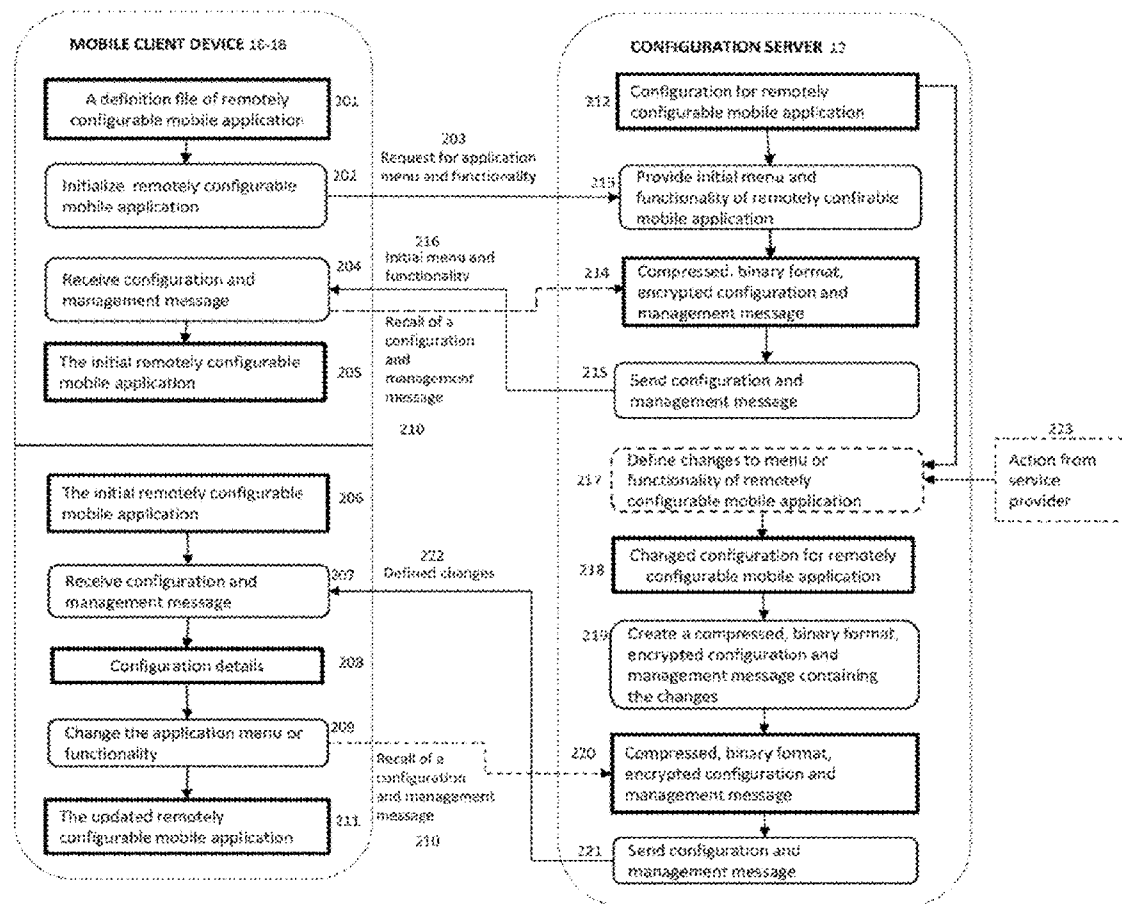 MOBILE CLIENT DEVICE 16-18
A definition file of remotely
configurable mobile application
201
Initialize remotely configurable
mobile application
202
203
Request for application
menu and functionality
216
Initial menu and
functionality
Receive configuration and
management message
204
The initial remotely configurable
mobile application
205
Recall of a
configuration
and
management
message
210
The initial remotely configurable
mobile application
206
Receive configuration and
management message
207
222
Defined changes
Configuration details
208
Change the application menu or
functionality
209
Recall of a
configuration
and management
message
210
The updated remotely
configurable mobile application
211
CONFIGURATION SERVER
212
Configuration for remotely
configurable mobile application
213
Provide initial menu and
functionality of remotely confirable
mobile application
214
Compressed, binary format,
encrypted configuration and
management message
215
Send configuration and
management message
217
Define changes to menu or
functionality of remotely
configurable mobile application
223
Action from
service
provider
218
Changed configuration for remotely
configurable mobile application
219
Create a compressed, binary format,
encrypted configuration and
management message containing
the changes
220
Compressed, binary format,
encrypted configuration and
management message
221
Send configuration and
management message